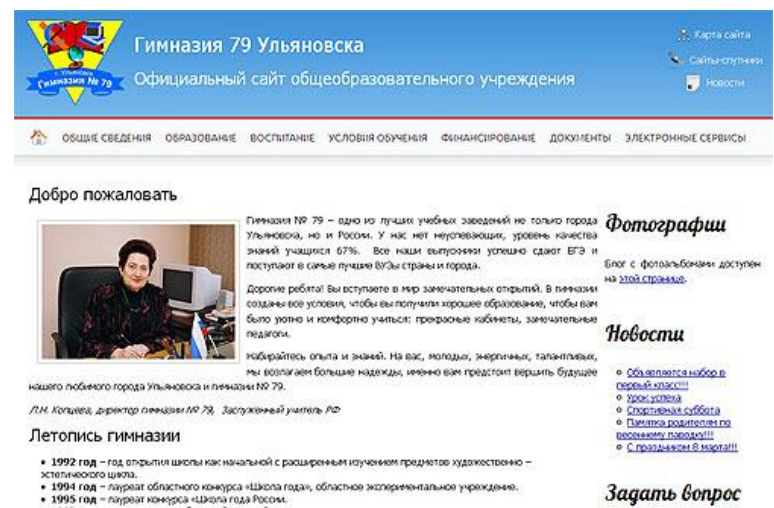 Гимназия 79 Ульяновска
Официальный сайт общеобразовательного учреждения
г. Ульяновск
Гимназия № 79
Карта сайта
Сайты-спутники
Новости
ОБЩИЕ СВЕДЕНИЯ ОБРАЗОВАНИЕ ВОСПИТАНИЕ УСЛОВИЯ ОБУЧЕНИЯ ФИНАНСИРОВАНИЕ ДОКУМЕНТЫ ЭЛЕКТРОННЫЕ СЕРВИСЫ
Добро пожаловать
Гимназия № 79 – одно из лучших учебных заведений не только города
Ульяновска, но и России. У нас нет неуспевающих, уровень качества
знаний учащихся 67%. Все наши выпускники успешно сдают ЕГЭ и
поступают в самые лучшие ВУЗы страны и города.
Дорогие ребята! Вы вступаете в мир замечательных открытий. В гимназии
созданы все условия, чтобы вы получили хорошее образование, чтобы вам
было уютно и комфортно учиться: прекрасные кабинеты, замечательные
педагоги.
Набирайтесь опыта и знаний. На вас, молодых, энергичных, талантливых,
мы возлагаем большие надежды, именно вам предстоит вершить будущее
нашего любимого города Ульяновска и гимназии № 79.
Л.Н. Копцева, директор гимназии № 79, Заслуженный учитель РФ
Летопись гимназии
1992 год – год открытия школы как начальной с расширенным изучением предметов художественно –
эстетического цикла.
1994 год – лауреат областного конкурса «Школа года», областное экспериментальное учреждение.
1995 год – лауреат конкурса «Школа года России.
Фотографии
Блог с фотоальбомами доступен
на этой странице.
Новости
Объявляется набор в
первый класс!!!
Урок успеха
Спортивная суббота
Памятка родителям по
весеннему паводку!!!
С праздником 8 марта!!!
Задать вопрос